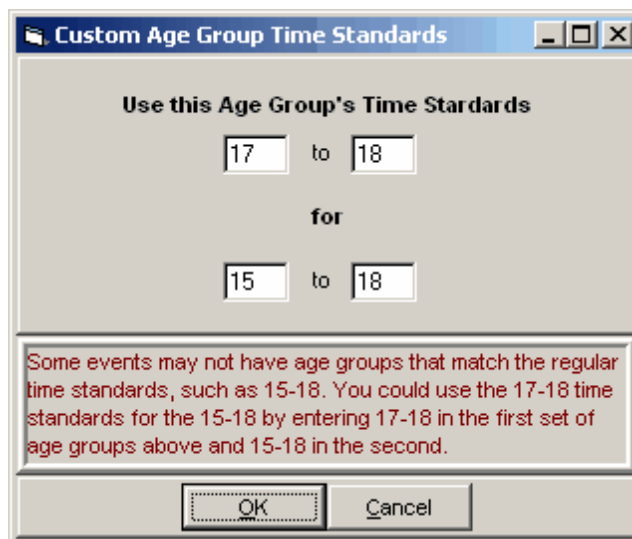 Custom Age Group Time Standards
Use this Age Group's Time Stardards
17 to 18
for
15 to 18
Some events may not have age groups that match the regular
time standards, such as 15-18. You could use the 17-18 time
standards for the 15-18 by entering 17-18 in the first set of
age groups above and 15-18 in the second.
OK Cancel